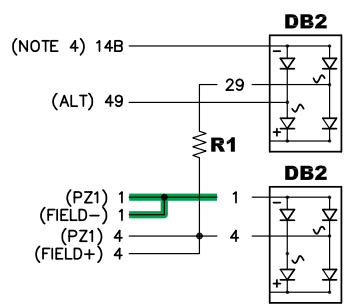 DB2
(NOTE 4) 14B
−
29
(ALT) 49
+
R1
DB2
(PZ1) 1
1
−
(FIELD-) 1
(PZ1) 4
4
(FIELD+) 4
+